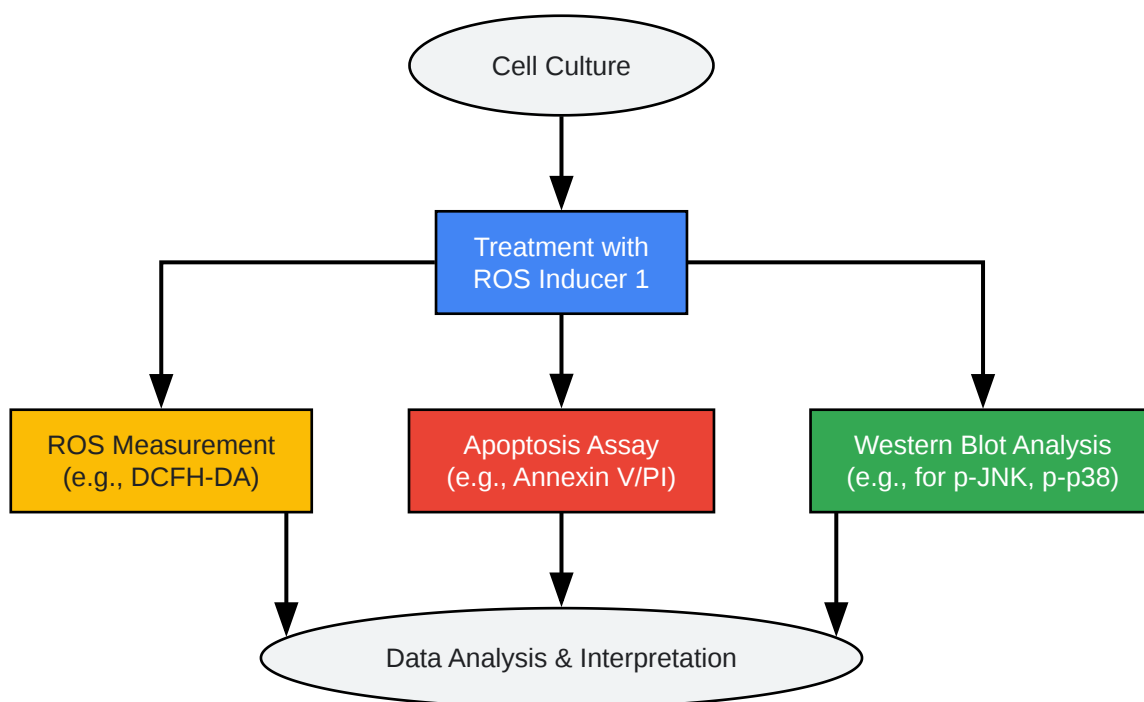 Cell Culture
Treatment with
ROS Inducer 1
ROS Measurement
(e.g., DCFH-DA)
Apoptosis Assay
(e.g., Annexin V/PI)
Western Blot Analysis
(e.g., for p-JNK, p-p38)
Data Analysis & Interpretation